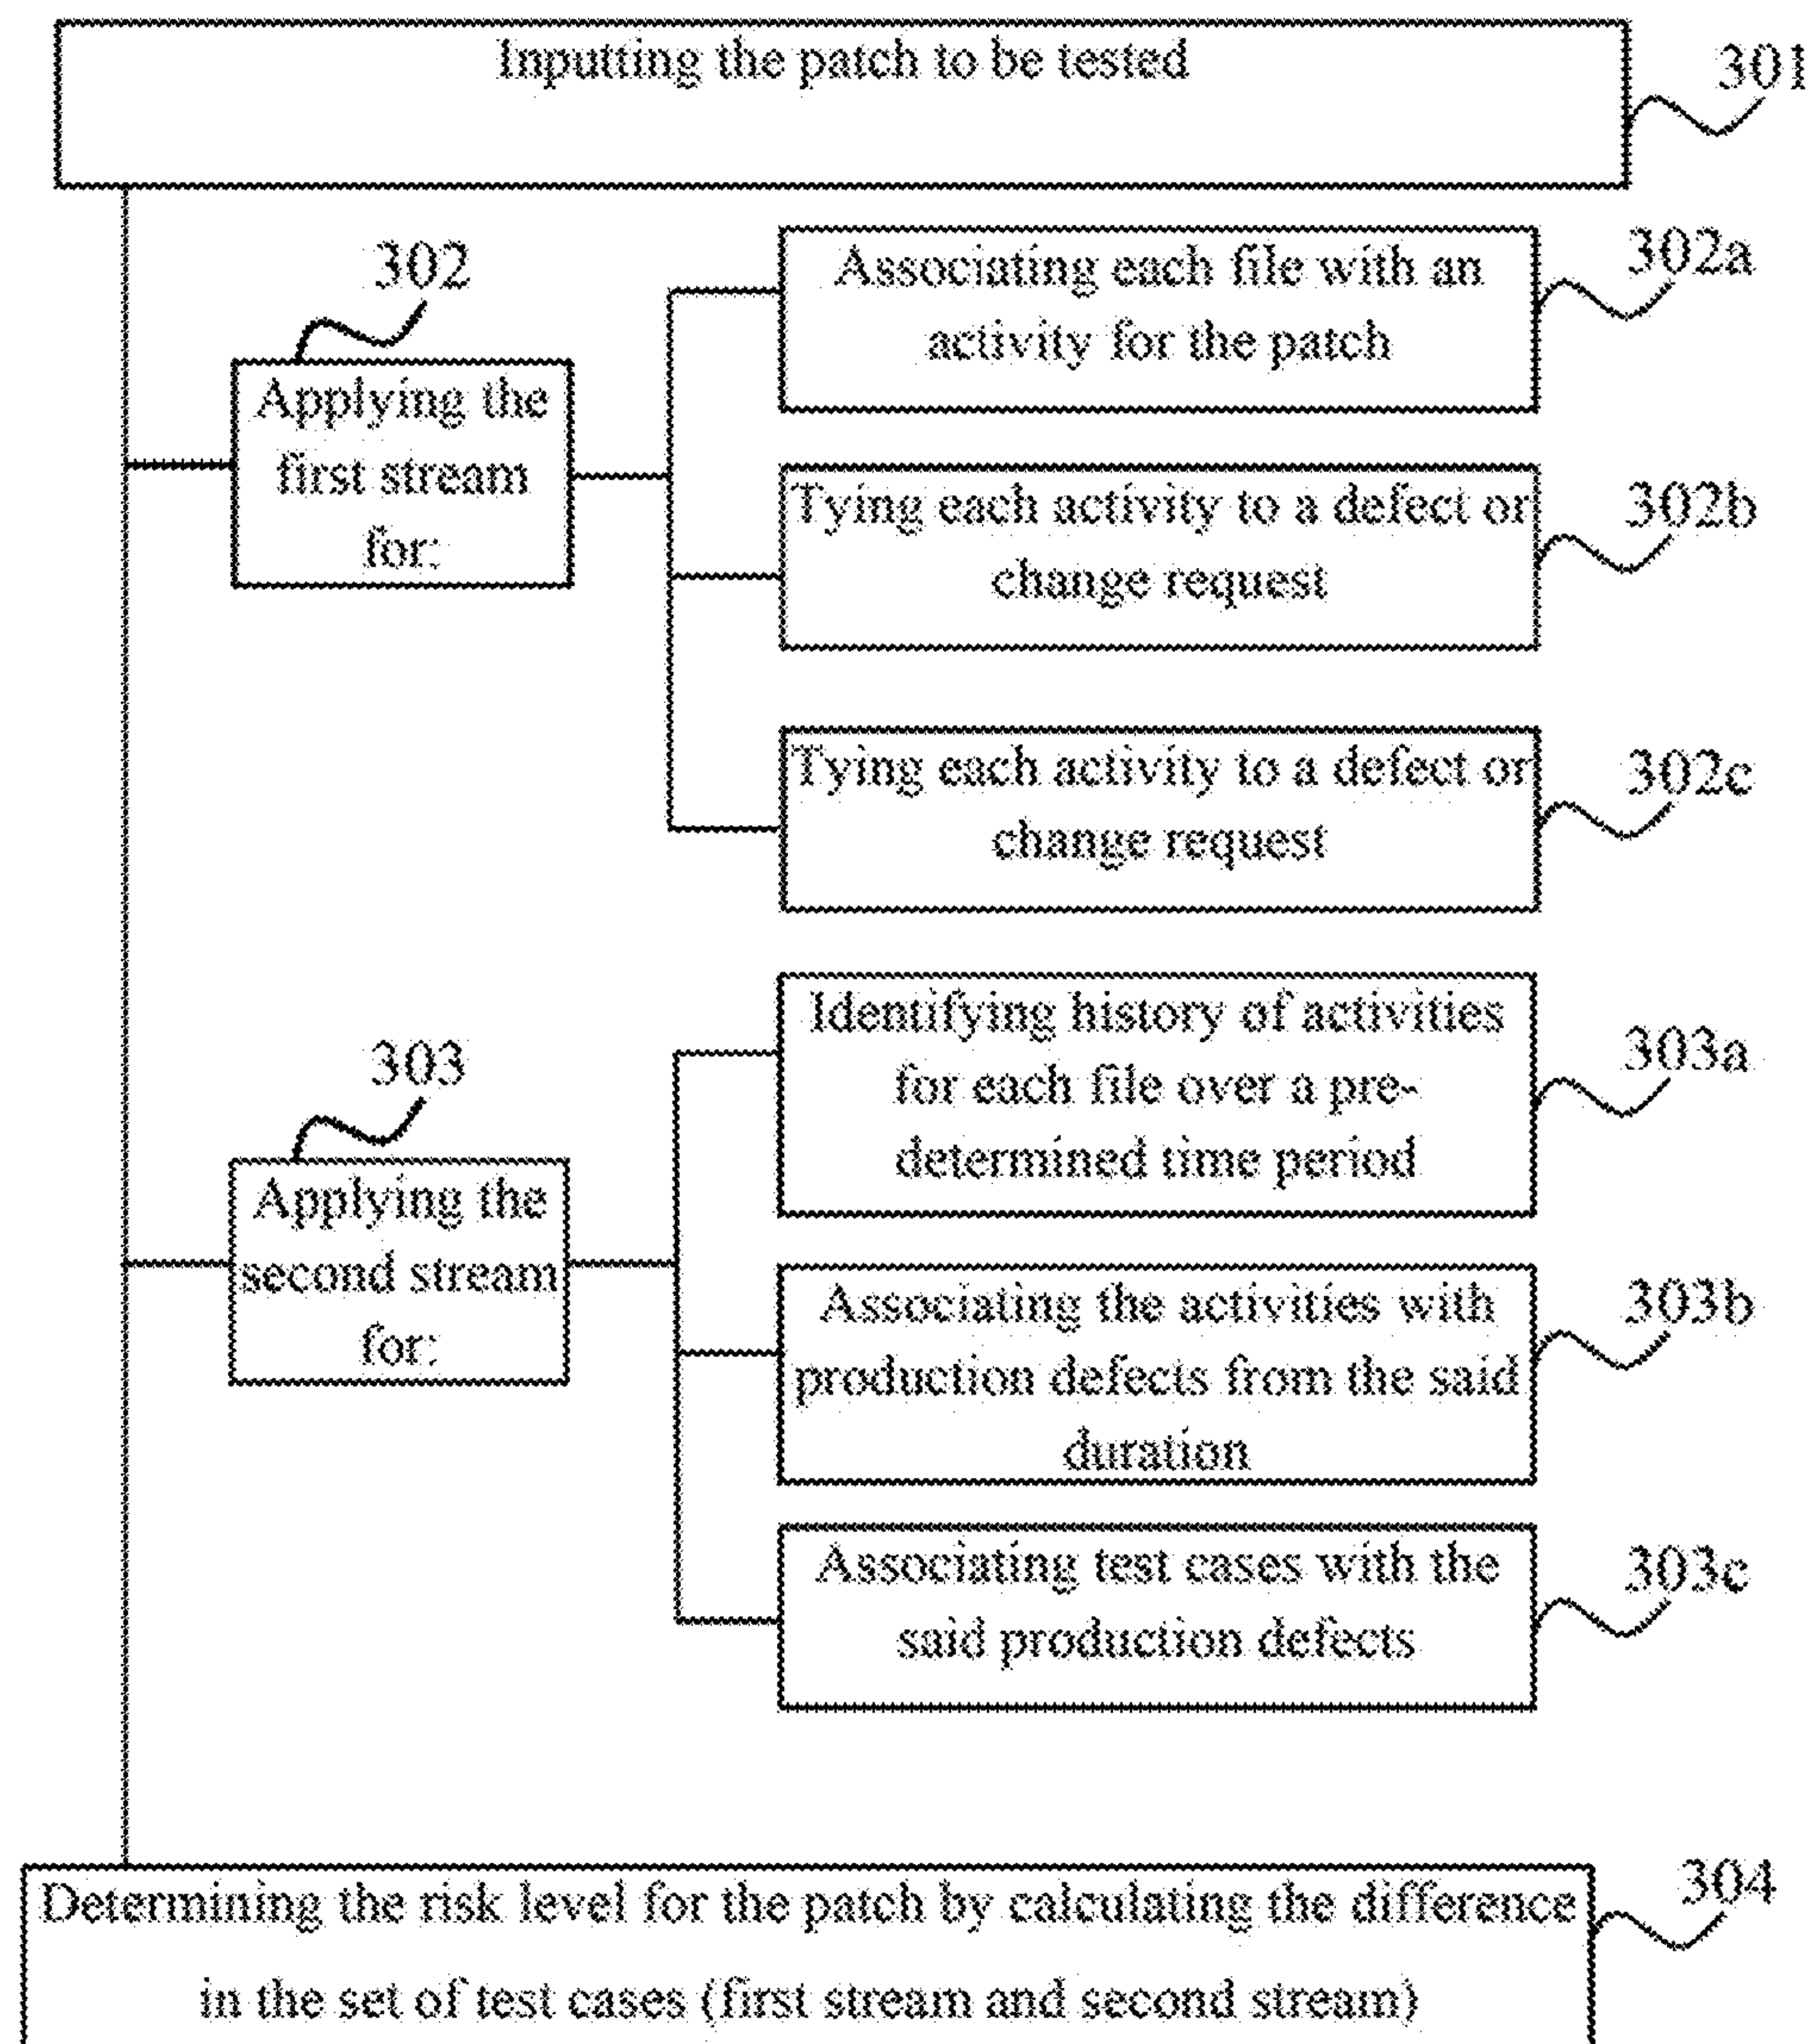 Inputting the patch to be tested
301
302
Applying the
first stream
for:
Associating each file with an
activity for the patch
302a
Tying each activity to a defect or
change request
302b
Tying each activity to a defect or
change request
302c
303
Applying the
second stream
for:
Identifying history of activities
for each file over a pre-
determined time period
303a
Associating the activities with
production defects from the said
duration
303b
Associating test cases with the
said production defects
303c
Determining the risk level for the patch by calculating the difference
in the set of test cases (first stream and second stream)
304